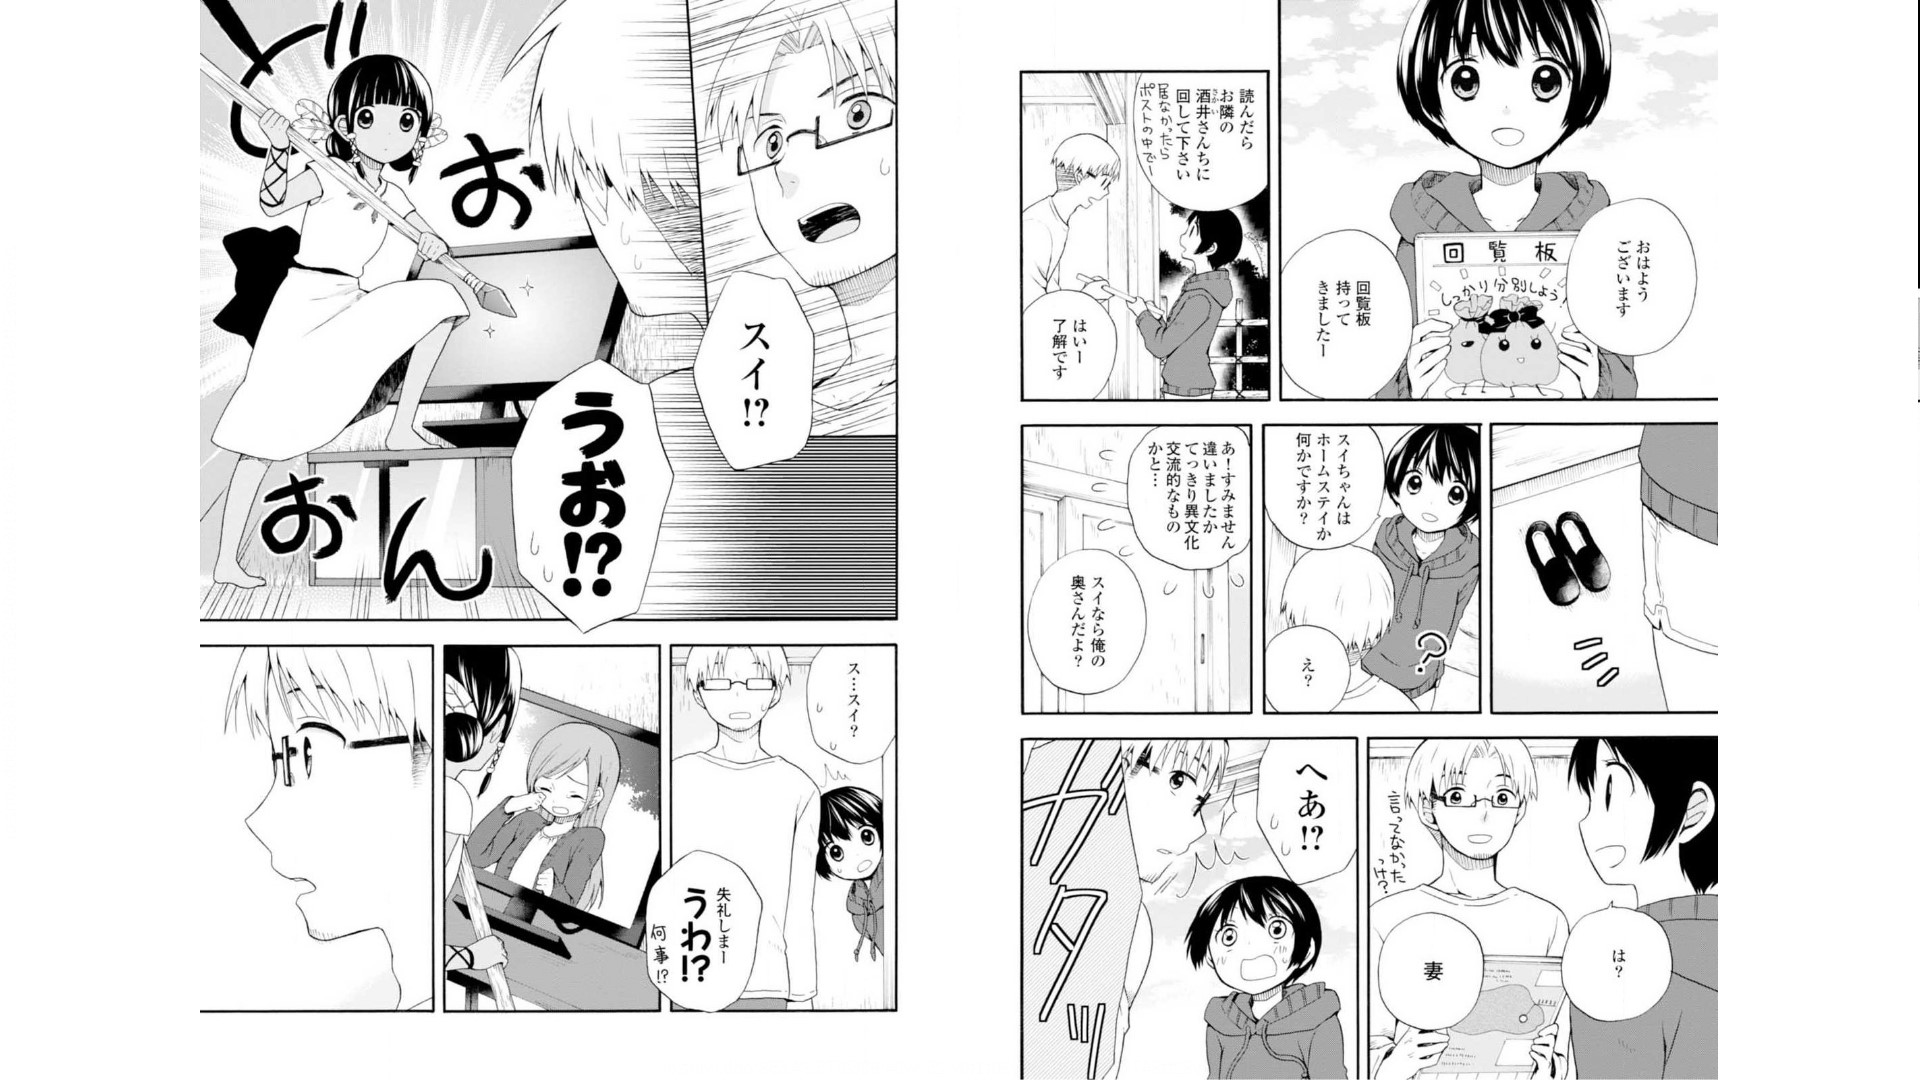 おはよう
ございます
回覧板
しっかり分別しよう!
回覧板
持って
きましたー
読んだら
お隣の
酒井さんちに
さかい
回して下さい
居なかったら
ポストの中でー
はいー
了解です
スイちゃんは
ホームステイか
何かですか?
?
え?
あ!すみません
違いましたか
てっきり異文化
交流的なもの
かと…
スイなら俺の
奥さんだよ?
は?
妻
言ってなかった
っけ?
へあ!?
ガタタッ
スイ!?
うお!?
ど
おおん
ス…スイ?
失礼しまー
うわ!?
何事!?